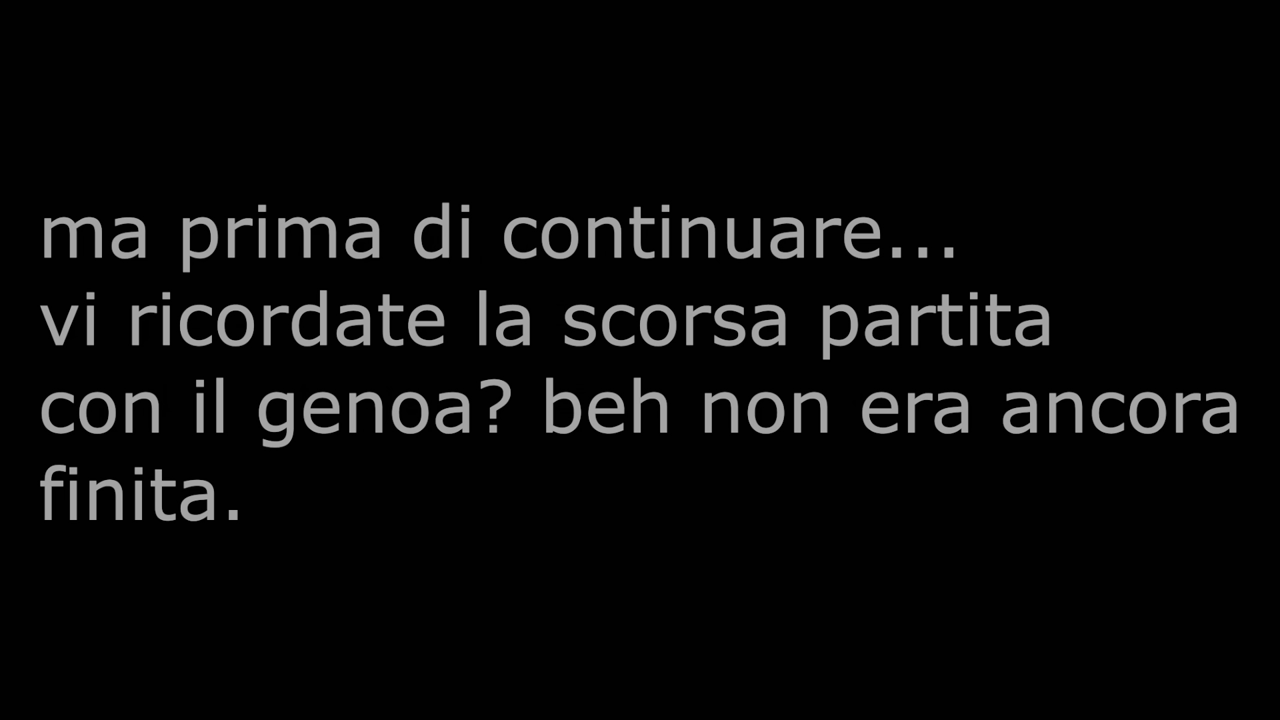 ma prima di continuare...
vi ricordate la scorsa partita
con il genoa? beh non era ancora
finita.